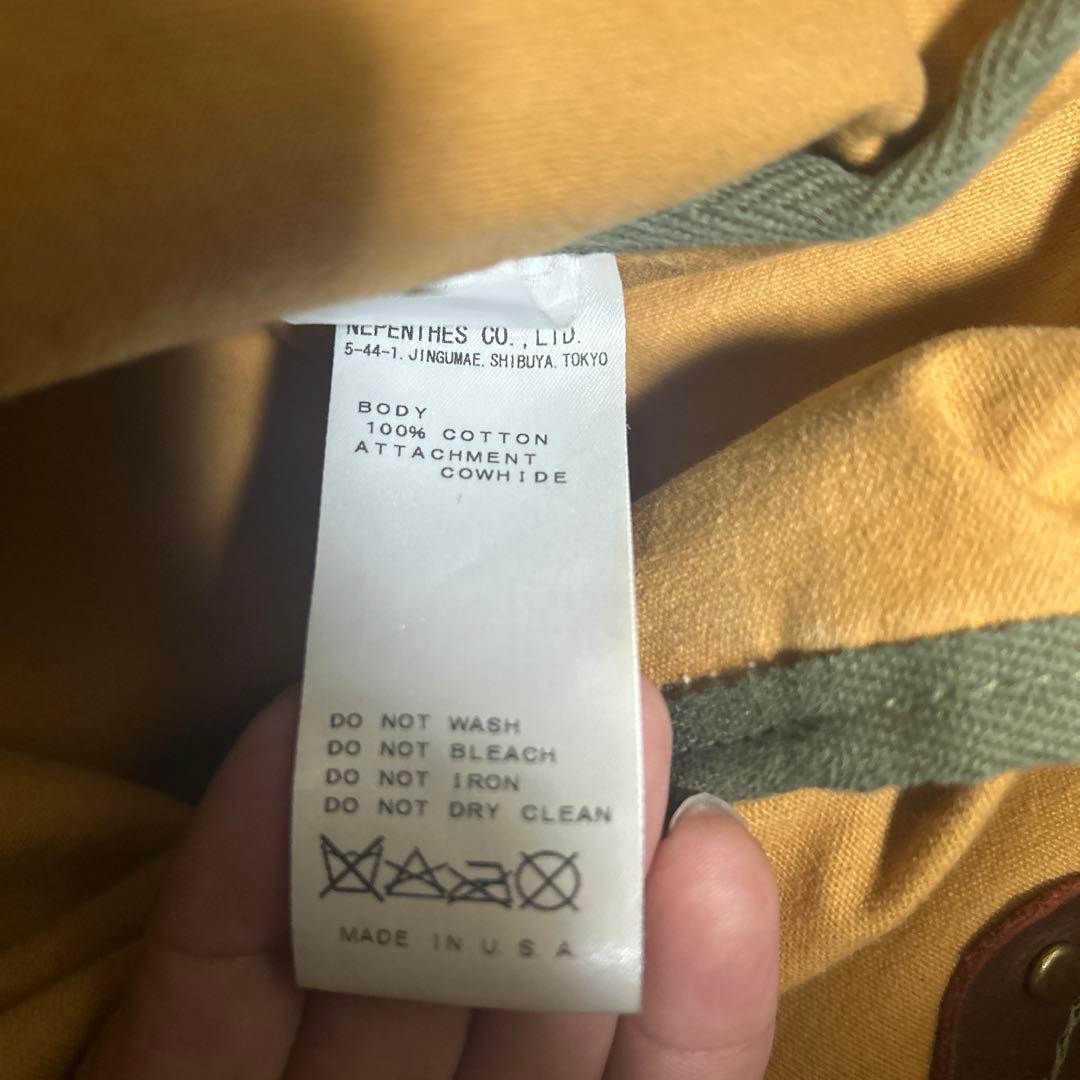 NEPENTHES CO.,LTD.
5-44-1. JINGUMAE. SHIBUYA. TOKYO
BODY
100% COTTON
ATTACHMENT
COWHIDE
DO NOT WASH
DO NOT BLEACH
DO NOT IRON
DO NOT DRY CLEAN
MADE IN U.S.A